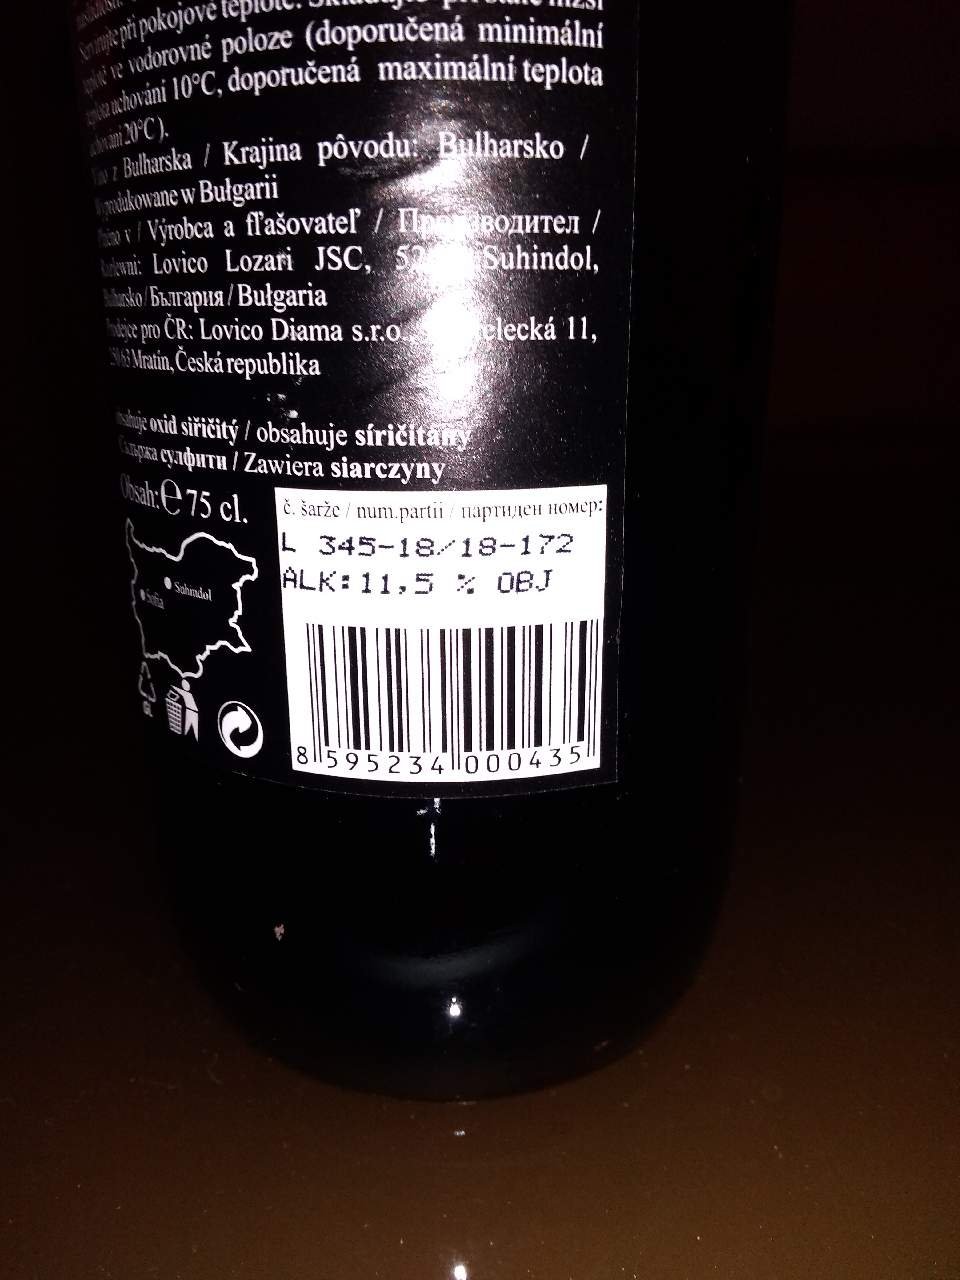 při pokojové teplotě.
ve vodorovné poloze (doporučená minimální
uchování 10°C, doporučená maximální teplota
20°C).
z Bulharska / Krajina pôvodu: Bulharsko /
w Bułgarii
v / Výrobca a fľašovateľ / Производител /
Lovico Lozari JSC, Suhindol,
/ България / Bułgaria
pro ČR: Lovico Diama s.r.o. 11,
Mratín, Česká republika
oxid siřičitý / obsahuje síričitany
сулфити / Zawiera siarczyny
Obsah: ℮ 75 cl.
č. šarže / num.partii / партиден номер:
L 345-18/18-172
ALK:11,5 % OBJ
Suhindol
Sofia
GL
8 595234 000435